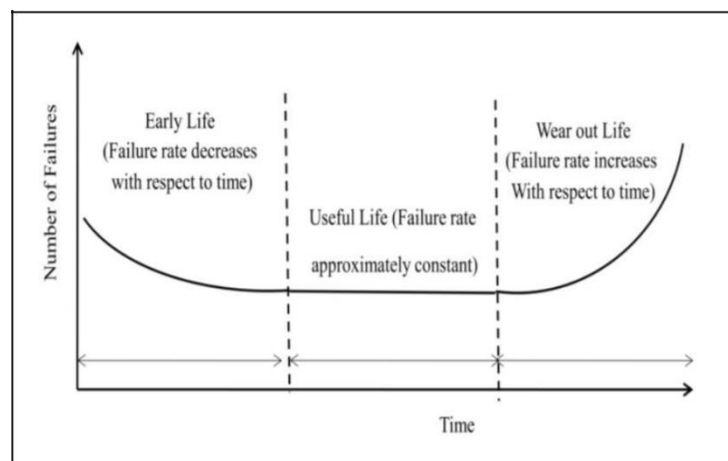 Number of Failures
Early Life
(Failure rate decreases
with respect to time)
Useful Life (Failure rate
approximately constant)
Wear out Life
(Failure rate increases
With respect to time)
Time